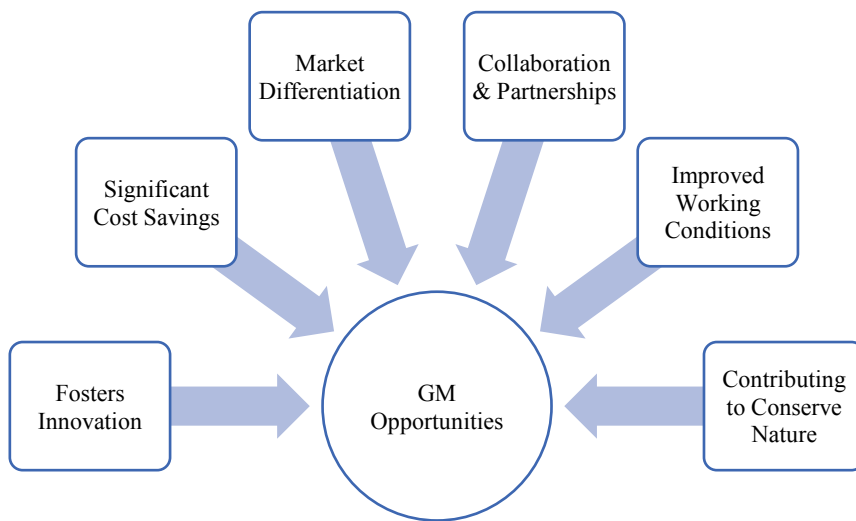 Market
Differentiation
Collaboration
& Partnerships
Significant
Cost Savings
Improved
Working
Conditions
Fosters
Innovation
GM
Opportunities
Contributing
to Conserve
Nature